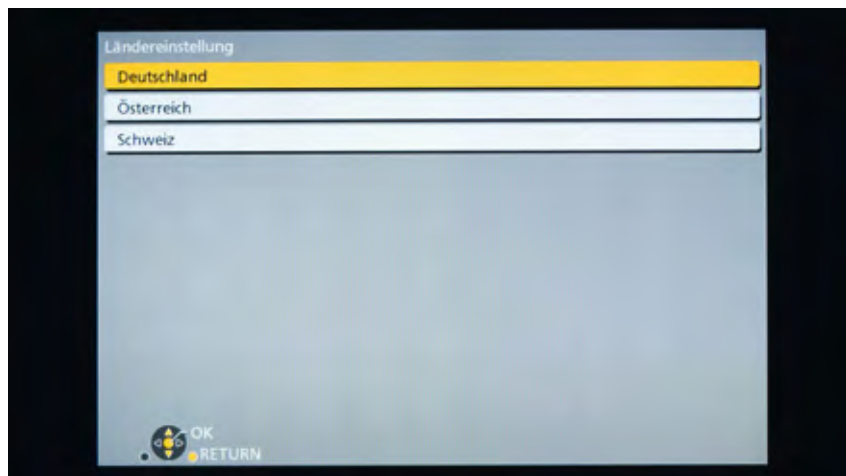 Ländereinstellung
Deutschland
Österreich
Schweiz
OK
RETURN